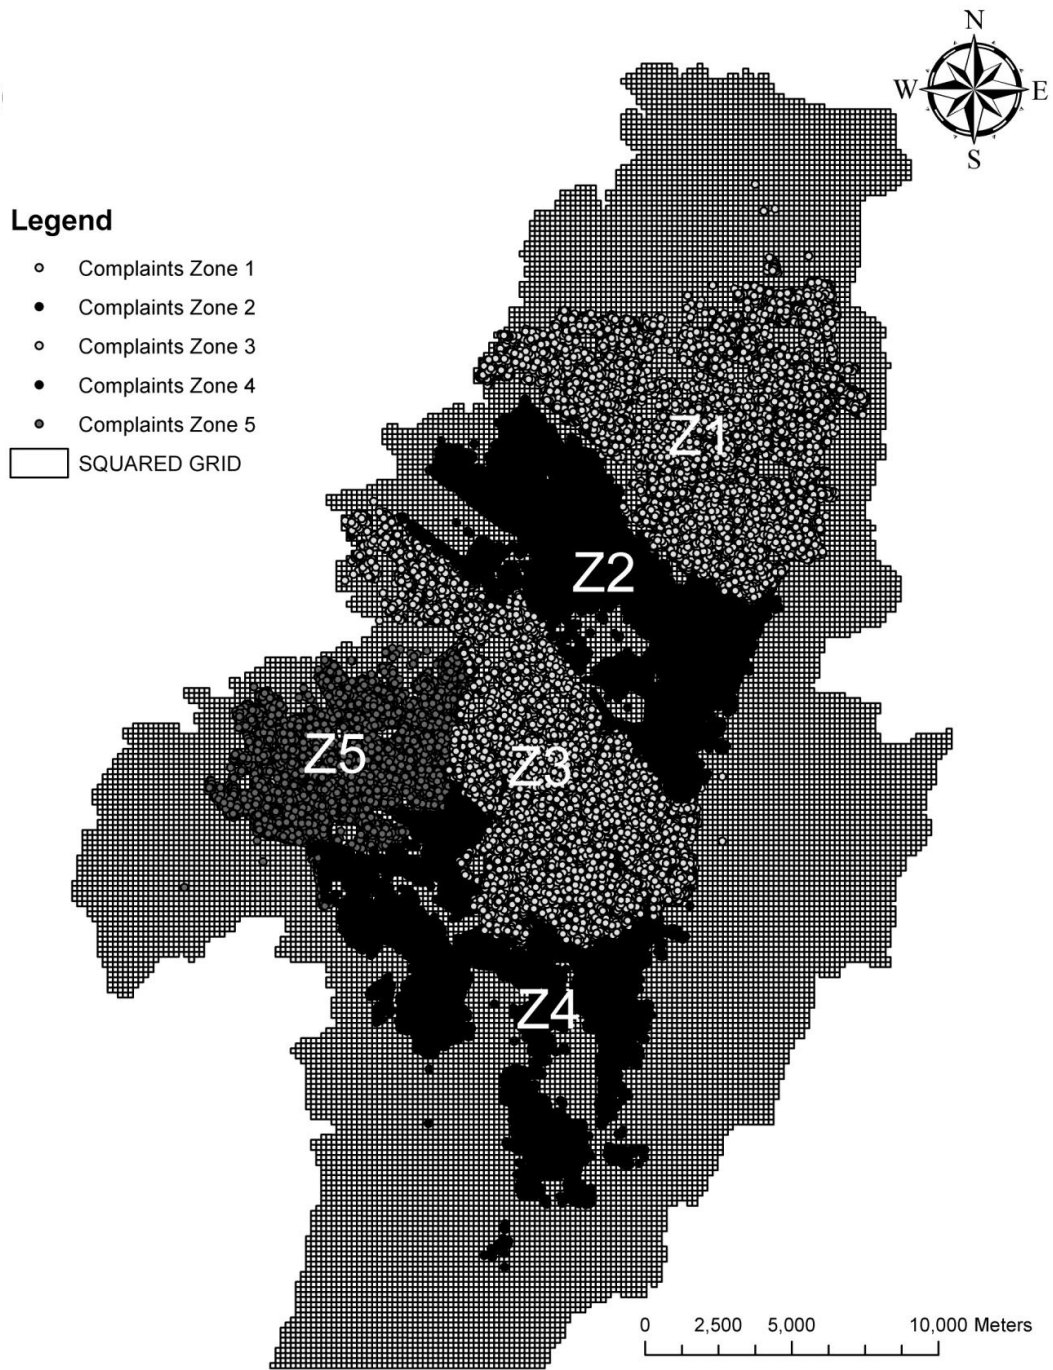 N
W E
S
Legend
Complaints Zone 1
Complaints Zone 2
Complaints Zone 3
Complaints Zone 4
Complaints Zone 5
SQUARED GRID
Z1
Z2
Z5
Z3
Z4
0 2,500 5,000 10,000 Meters